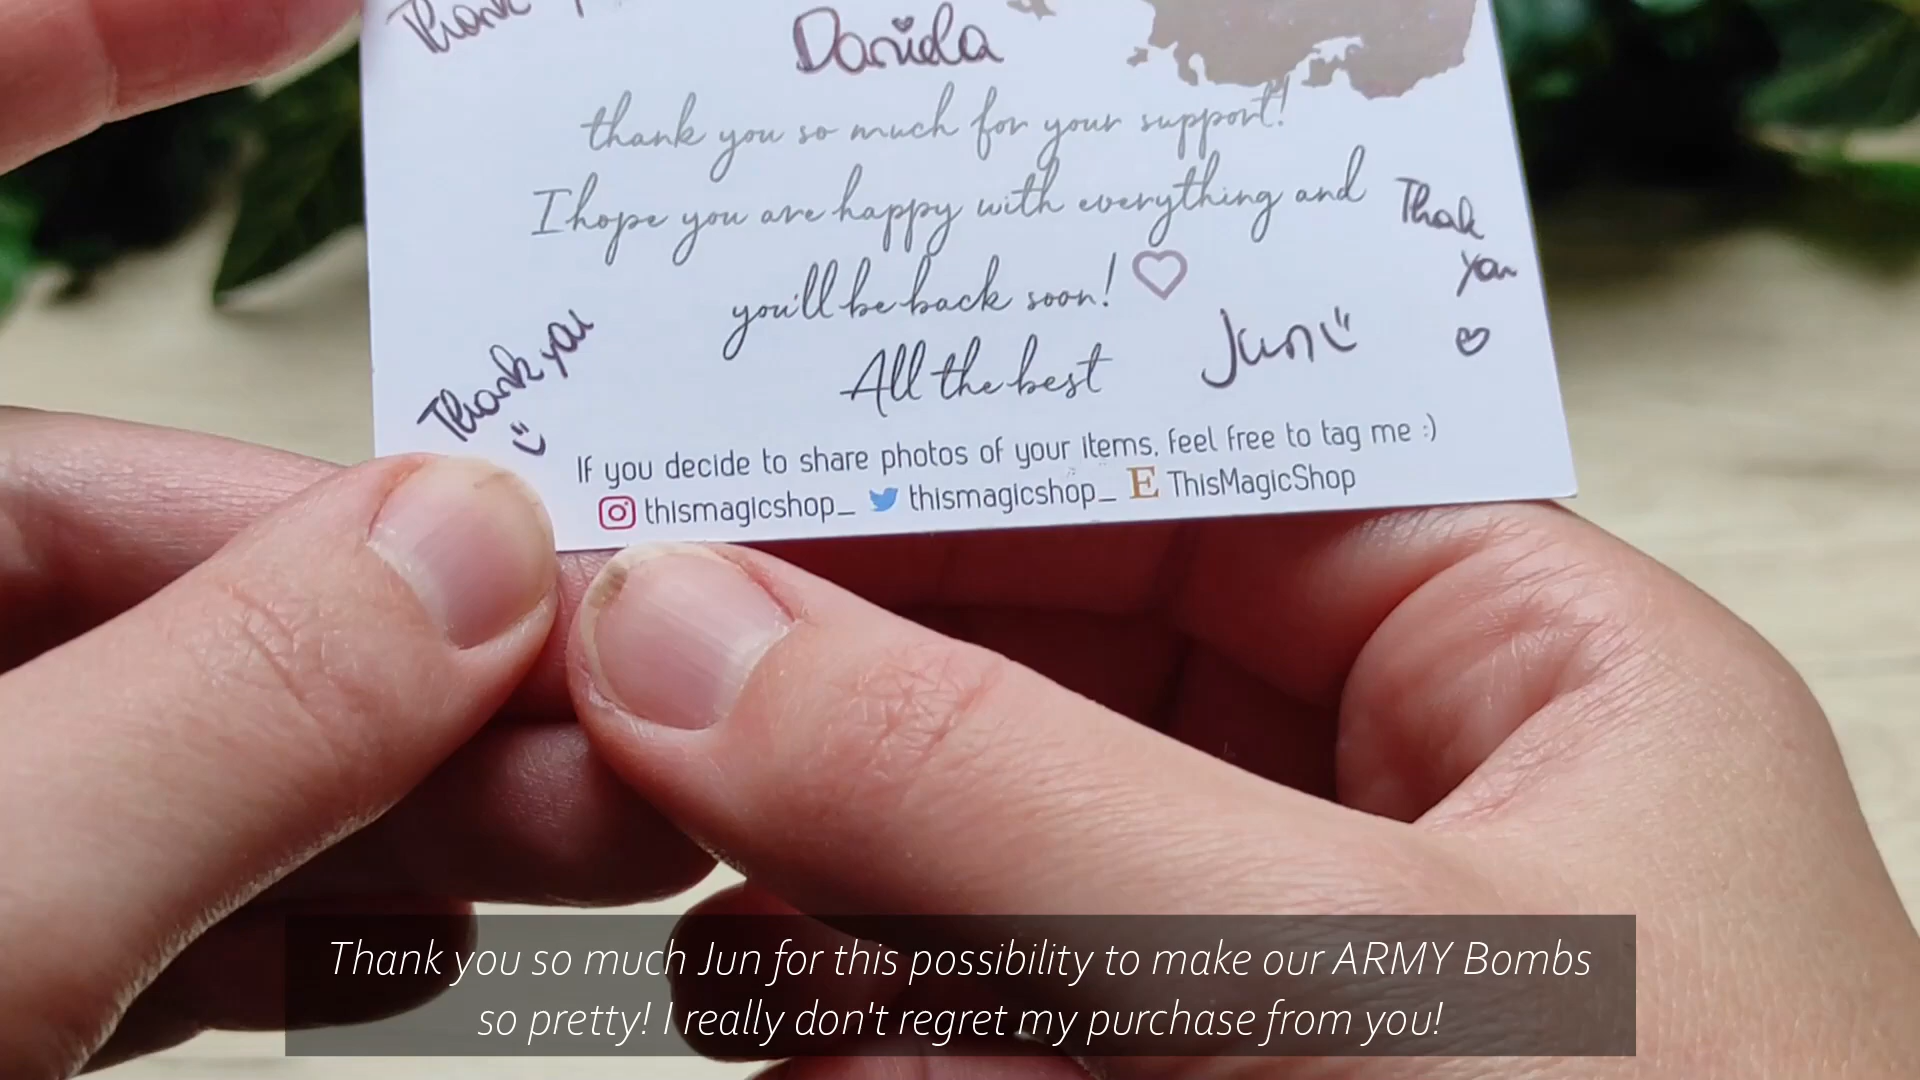 Thank
Daniela
thank you so much for your support!
I hope you are happy with everything and
you'll be back soon!
Thank you
Thak
you
All the best
Jun
If you decide to share photos of your items, feel free to tag me :)
thismagicshop_ thismagicshop_ E ThisMagicShop
Thank you so much Jun for this possibility to make our ARMY Bombs
so pretty! I really don't regret my purchase from you!